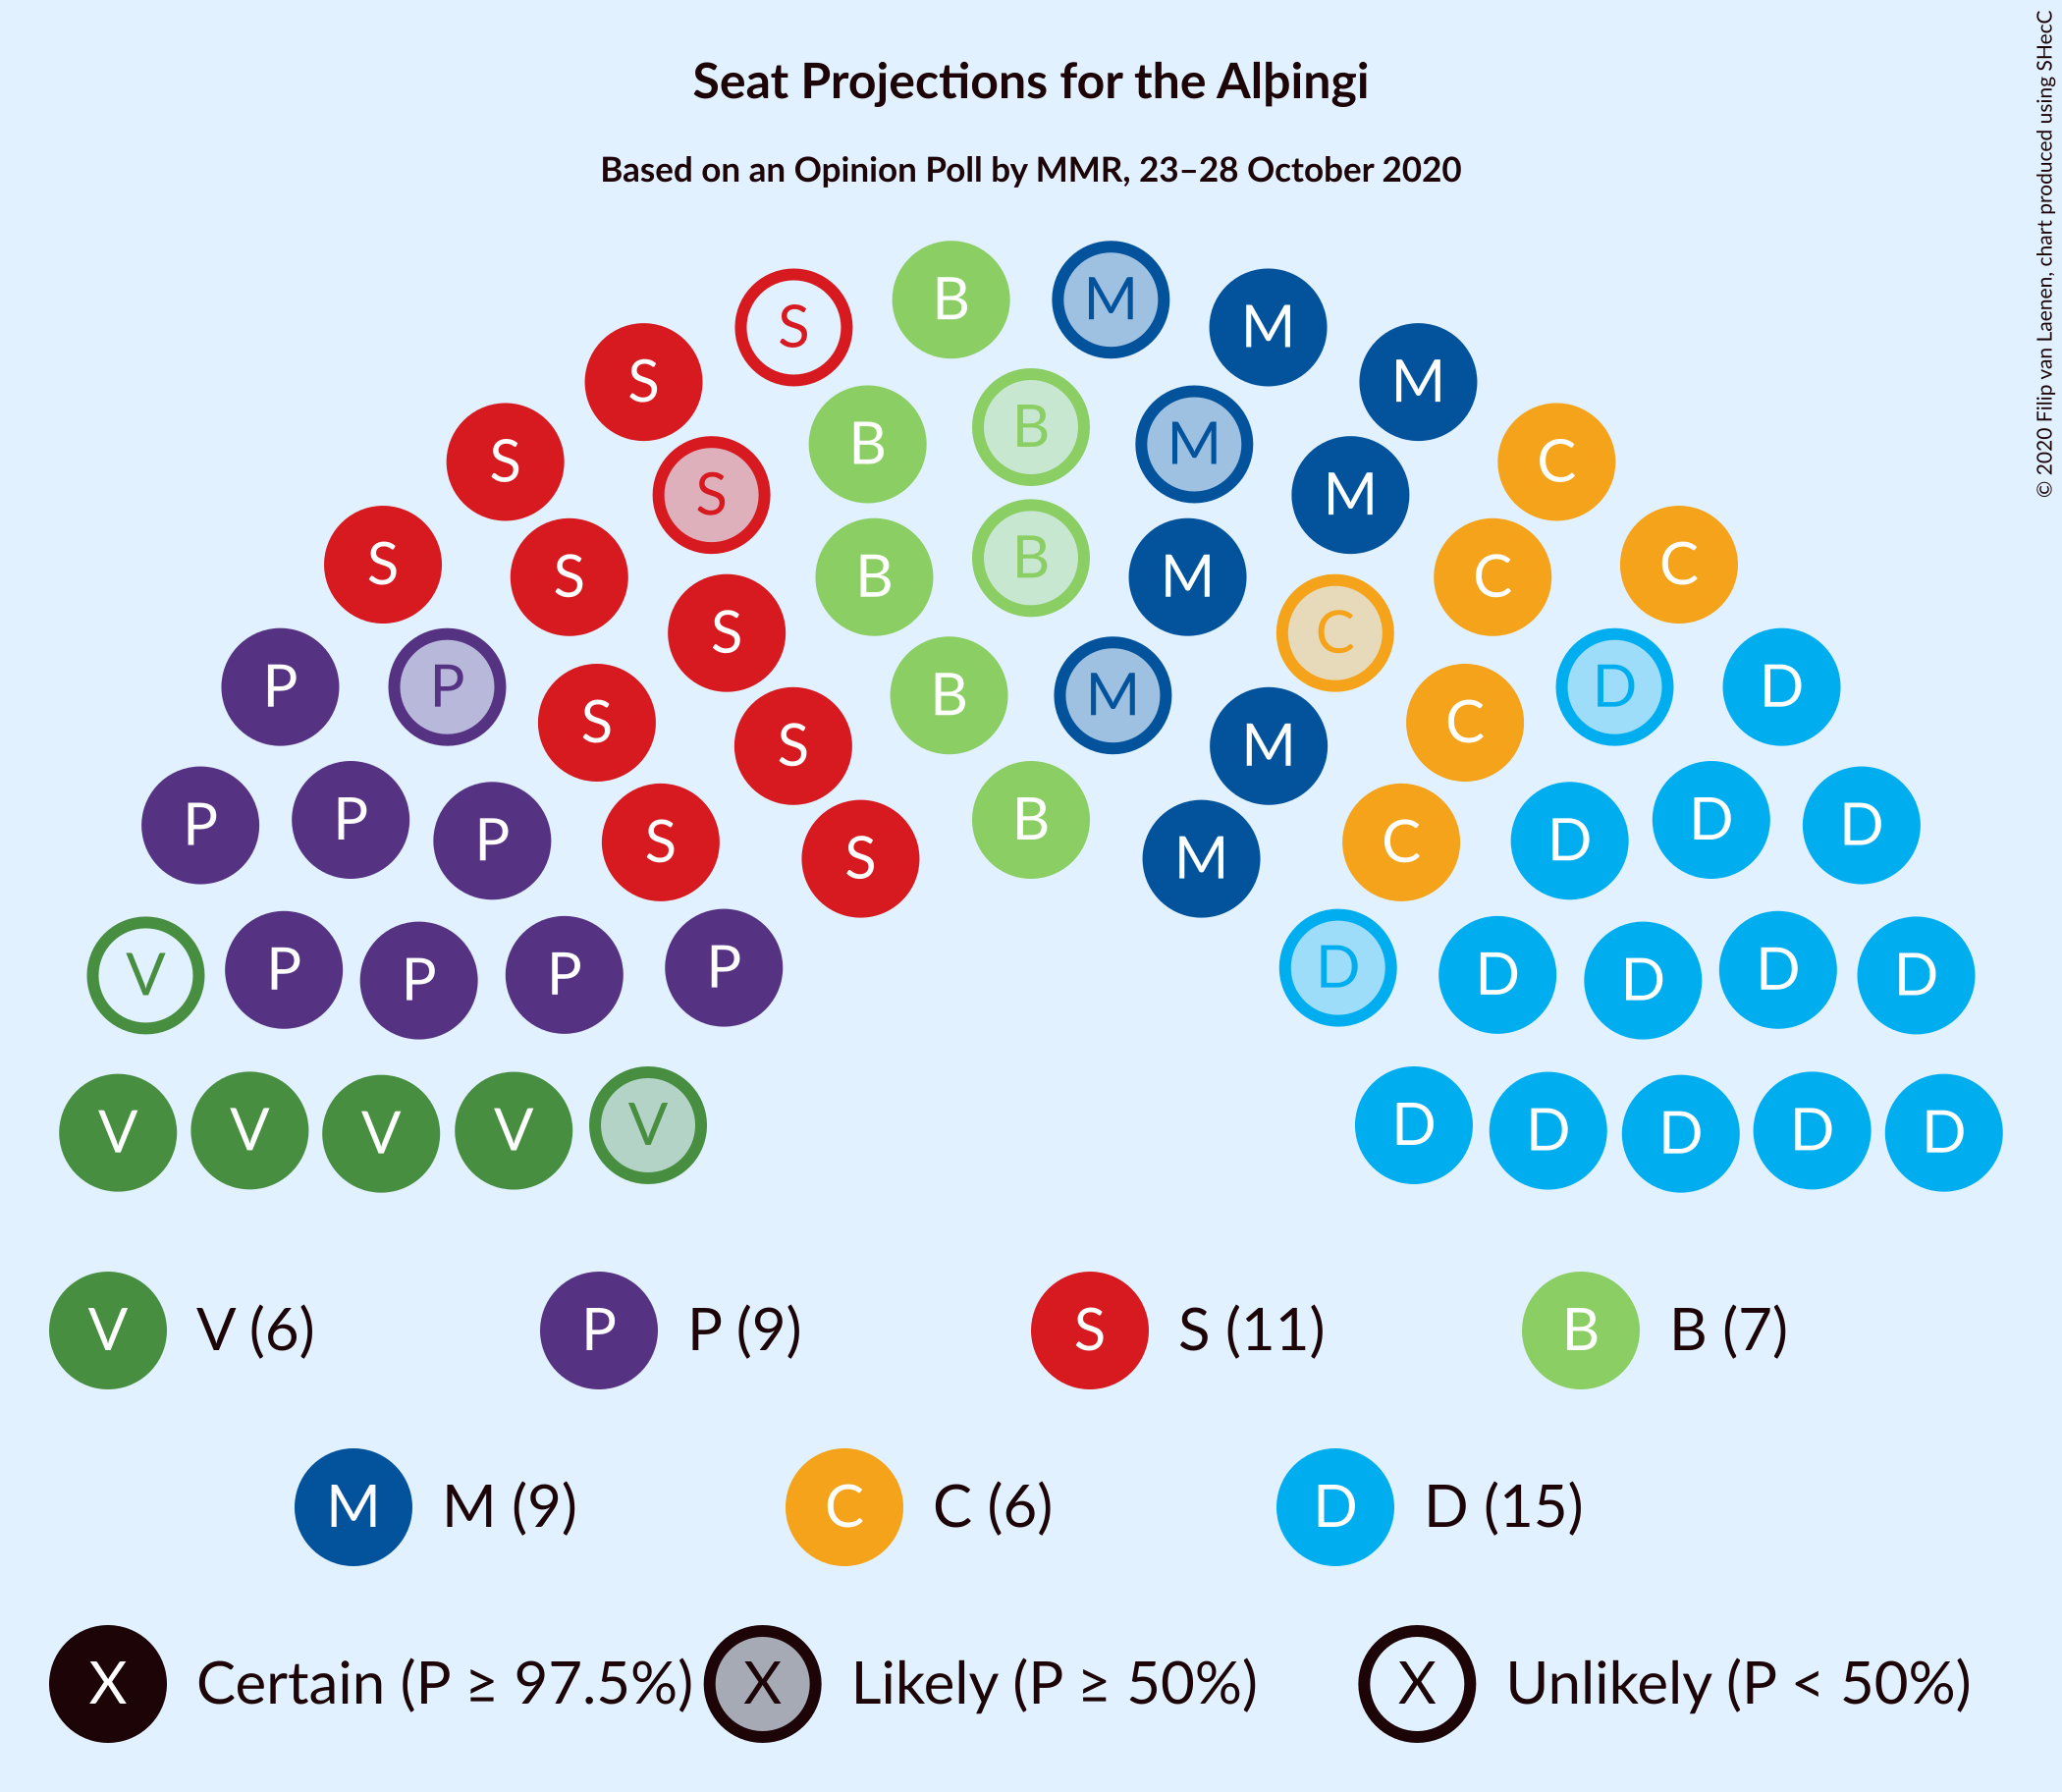 Seat Projections for the Alþingi
Based on an Opinion Poll by MMR, 23–28 October 2020
© 2020 Filip van Laenen, chart produced using SHecC
B M
S M
S M
B
S B M C
S M
B
S C
S S B M C
S C
P P D D
S M
S B C
P P B D D
P S C D
S M
P P D
V P P P D D D D D
V V V V V D D D D D
V V (6) P P (9) S S (11) B B (7)
M M (9) C C (6) D D (15)
X Certain (P ≥ 97.5%) X Likely (P ≥ 50%) X Unlikely (P < 50%)